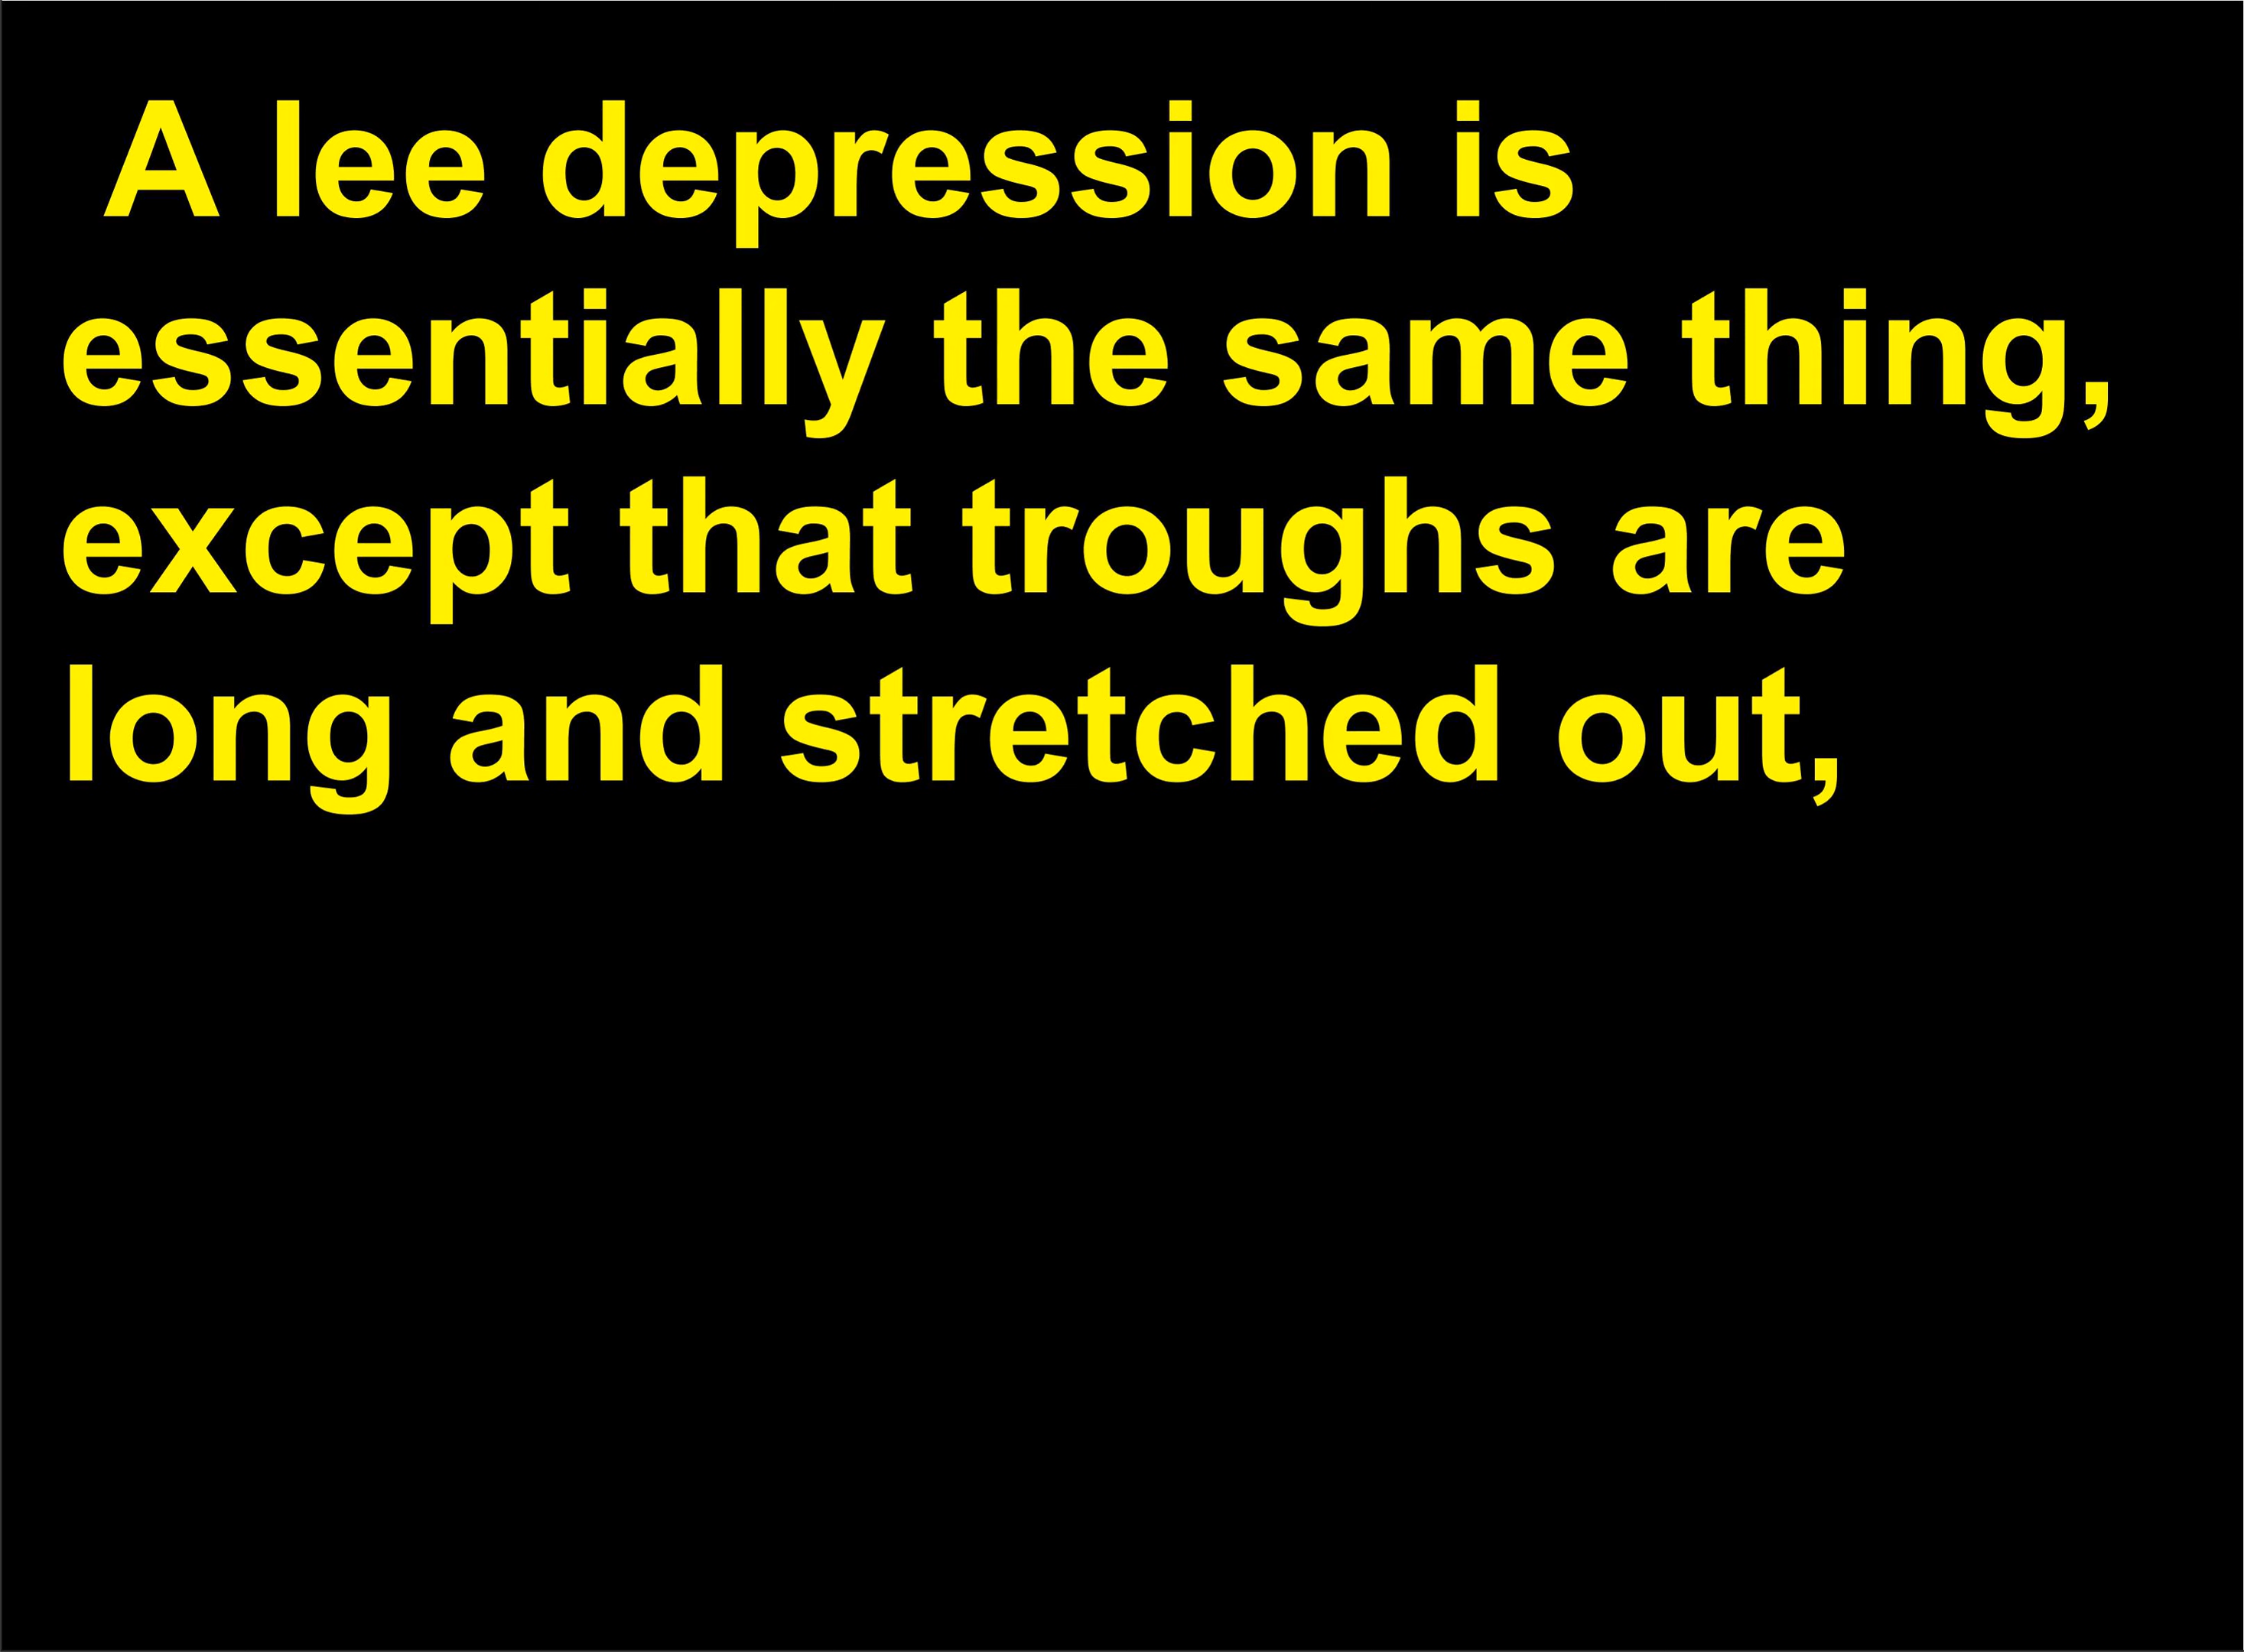 A lee depression is
essentially the same thing,
except that troughs are
long and stretched out,